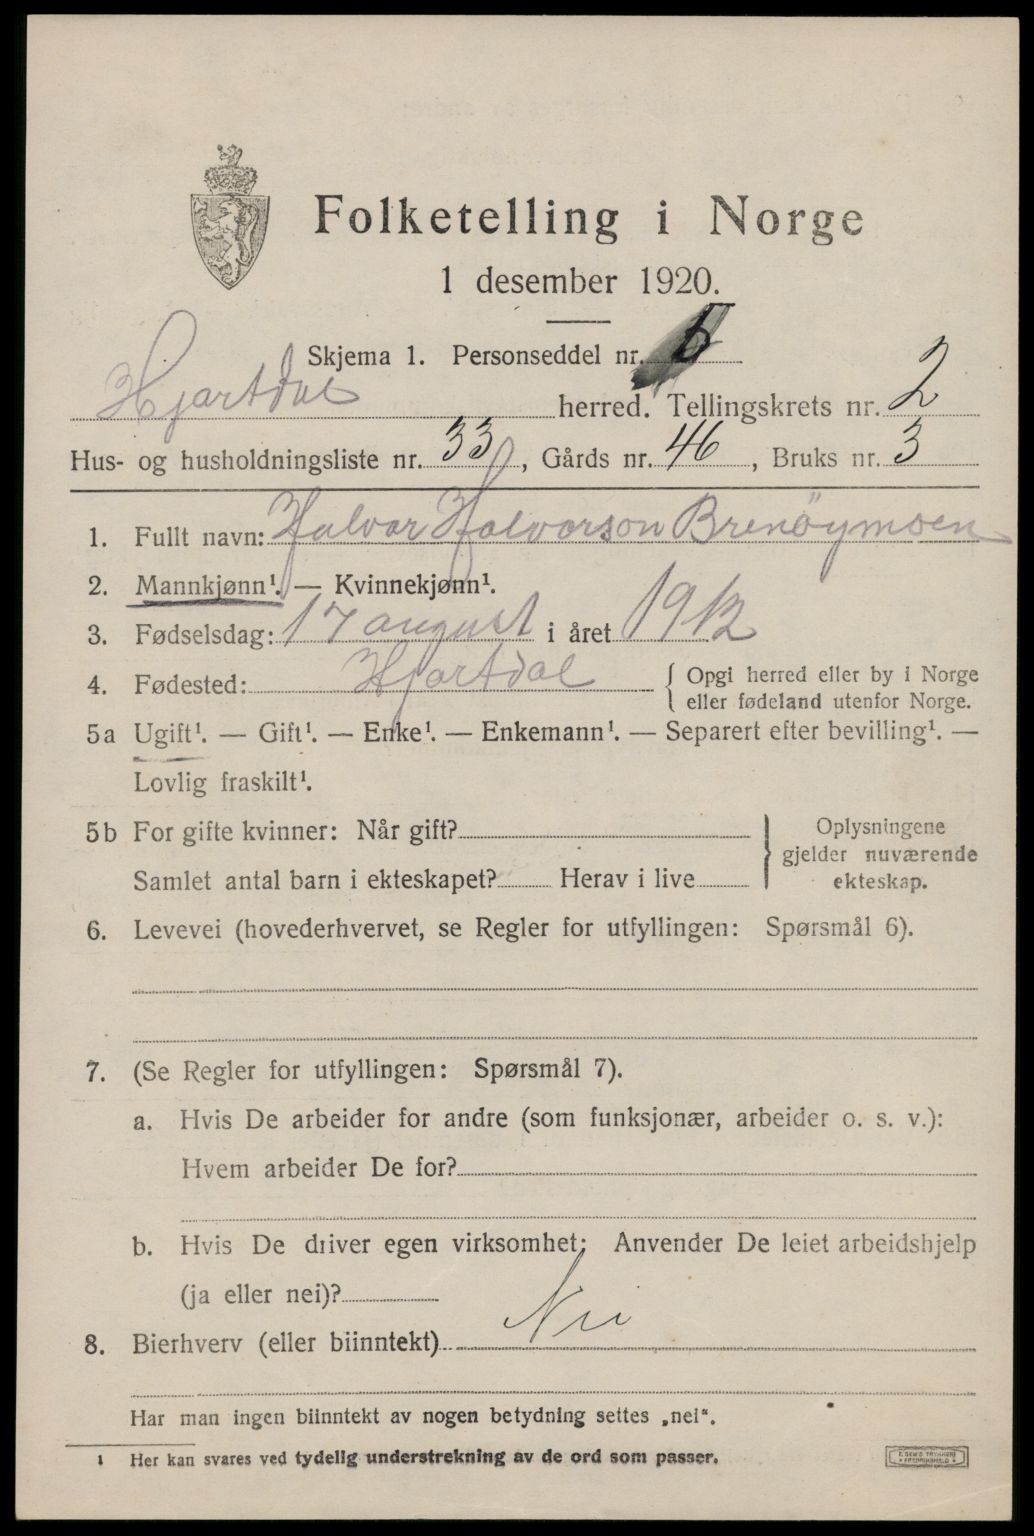 Folketelling i Norge
1 desember 1920.
Skjema 1. Personseddel nr. 6
Hjartdal herred. Tellingskrets nr. 2
Hus- og husholdningsliste nr. 33, Gårds nr. 46, Bruks nr. 3
1. Fullt navn: Halvor Halvorson Brenöymoen
2. Mannkjønn¹. — Kvinnekjønn¹.
3. Fødselsdag: 17 august i året 1912
4. Fødested: Hjartdal { Opgi herred eller by i Norge
eller fødeland utenfor Norge.
5a Ugift¹. — Gift¹. — Enke¹. — Enkemann¹. — Separert efter bevilling¹. —
Lovlig fraskilt¹.
5b For gifte kvinner: Når gift?
Samlet antal barn i ekteskapet? Herav i live
} Oplysningene
gjelder nuværende
ekteskap.
6. Levevei (hovederhvervet, se Regler for utfyllingen: Spørsmål 6).
7. (Se Regler for utfyllingen: Spørsmål 7).
a. Hvis De arbeider for andre (som funksjonær, arbeider o. s. v.):
Hvem arbeider De for?
b. Hvis De driver egen virksomhet: Anvender De leiet arbeidshjelp
(ja eller nei)?
8. Bierhverv (eller biinntekt) Nei
Har man ingen biinntekt av nogen betydning settes „nei".
¹ Her kan svares ved tydelig understrekning av de ord som passer.